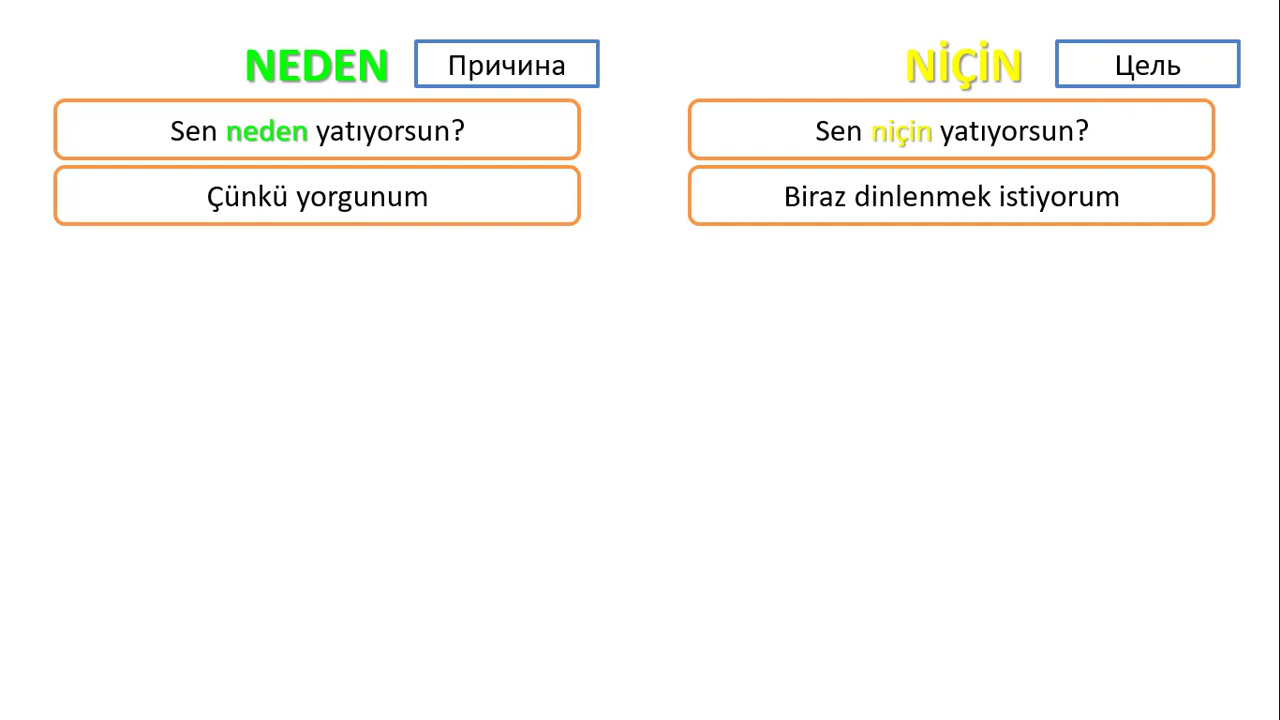 NEDEN Причина
Sen neden yatıyorsun?
Çünkü yorgunum
NİÇİN Цель
Sen niçin yatıyorsun?
Biraz dinlenmek istiyorum